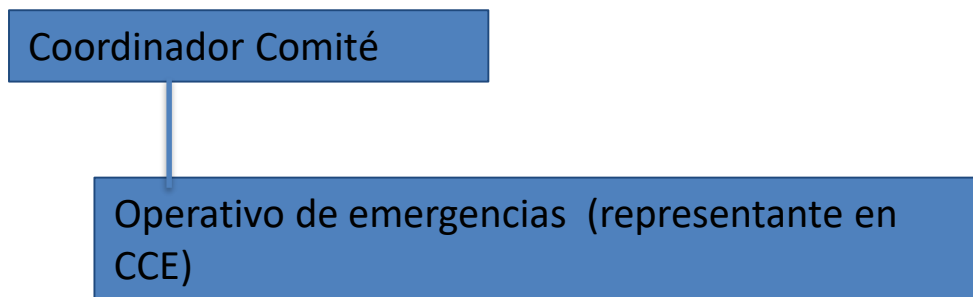 Coordinador Comité
Operativo de emergencias  (representante en
CCE)